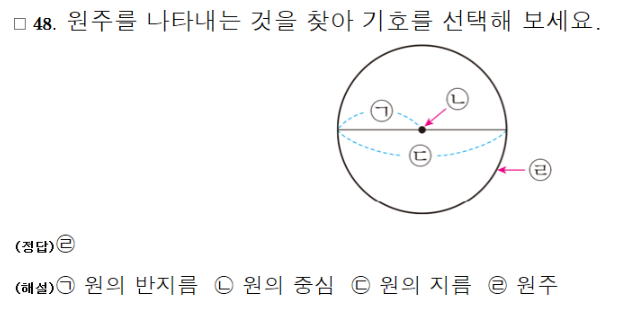 □ 48. 원주를 나타내는 것을 찾아 기호를 선택해 보세요.
㉠
㉡
㉢
㉣
(정답)㉣
(해설)㉠ 원의 반지름 ㉡ 원의 중심 ㉢ 원의 지름 ㉣ 원주